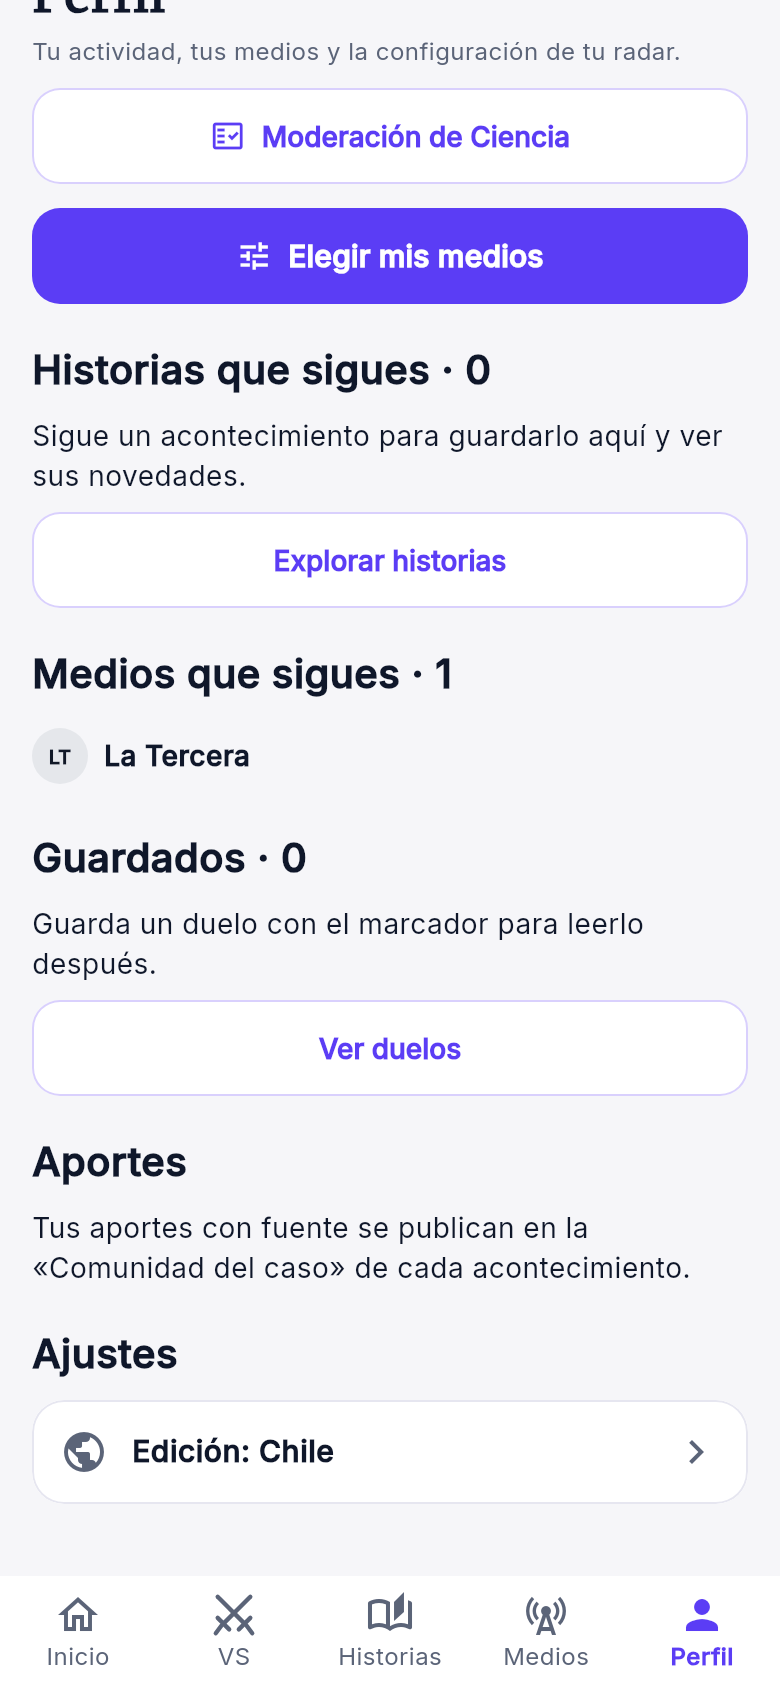 Perfil
Tu actividad, tus medios y la configuración de tu radar.
Moderación de Ciencia
Elegir mis medios
Historias que sigues · 0
Sigue un acontecimiento para guardarlo aquí y ver
sus novedades.
Explorar historias
Medios que sigues · 1
LT La Tercera
Guardados · 0
Guarda un duelo con el marcador para leerlo
después.
Ver duelos
Aportes
Tus aportes con fuente se publican en la
«Comunidad del caso» de cada acontecimiento.
Ajustes
Edición: Chile
Inicio VS Historias Medios Perfil